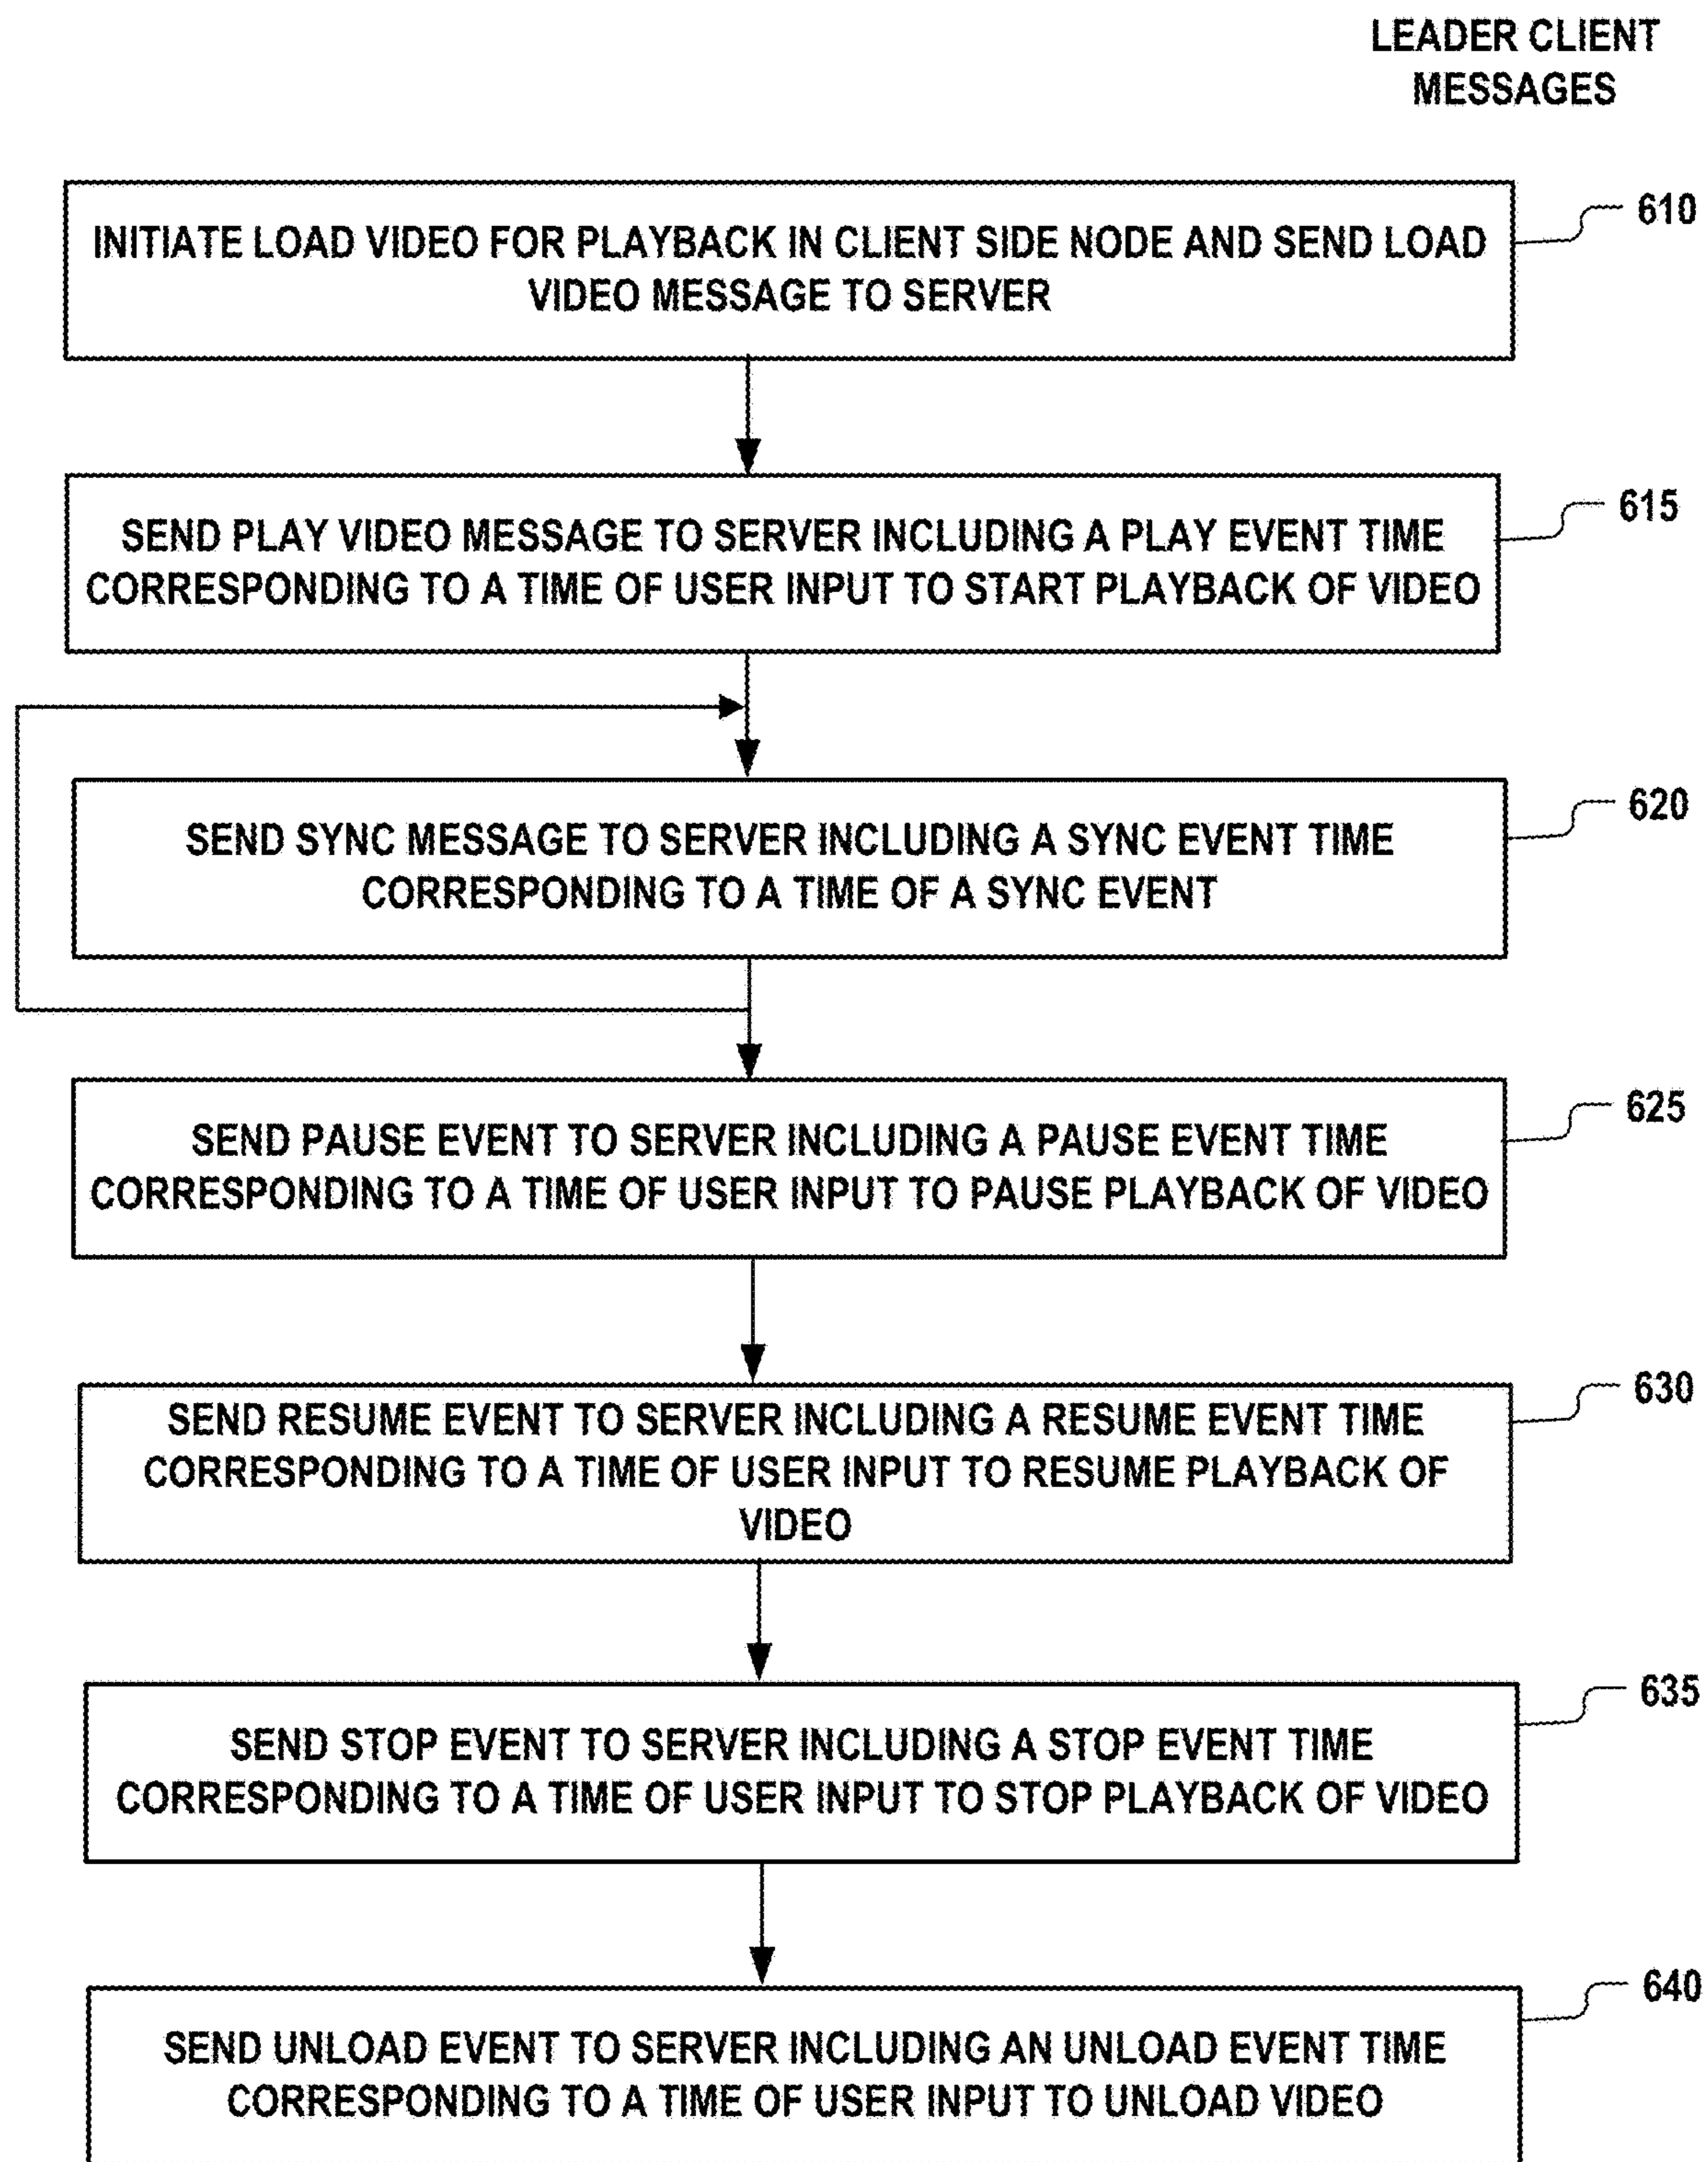 LEADER CLIENT
MESSAGES
INITIATE LOAD VIDEO FOR PLAYBACK IN CLIENT SIDE NODE AND SEND LOAD
VIDEO MESSAGE TO SERVER
610
SEND PLAY VIDEO MESSAGE TO SERVER INCLUDING A PLAY EVENT TIME
CORRESPONDING TO A TIME OF USER INPUT TO START PLAYBACK OF VIDEO
615
SEND SYNC MESSAGE TO SERVER INCLUDING A SYNC EVENT TIME
CORRESPONDING TO A TIME OF A SYNC EVENT
620
SEND PAUSE EVENT TO SERVER INCLUDING A PAUSE EVENT TIME
CORRESPONDING TO A TIME OF USER INPUT TO PAUSE PLAYBACK OF VIDEO
625
SEND RESUME EVENT TO SERVER INCLUDING A RESUME EVENT TIME
CORRESPONDING TO A TIME OF USER INPUT TO RESUME PLAYBACK OF
VIDEO
630
SEND STOP EVENT TO SERVER INCLUDING A STOP EVENT TIME
CORRESPONDING TO A TIME OF USER INPUT TO STOP PLAYBACK OF VIDEO
635
SEND UNLOAD EVENT TO SERVER INCLUDING AN UNLOAD EVENT TIME
CORRESPONDING TO A TIME OF USER INPUT TO UNLOAD VIDEO
640